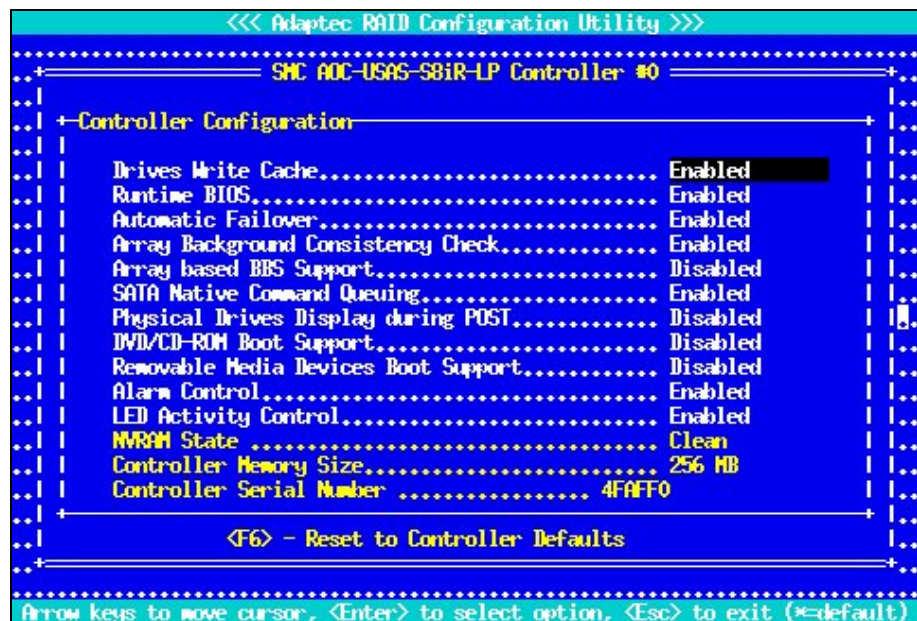 <<< Adaptec RAID Configuration Utility >>>
SMC AOC-USAS-S8iR-LP Controller #0
Controller Configuration
Drives Write Cache.............................. Enabled
Runtime BIOS.................................... Enabled
Automatic Failover.............................. Enabled
Array Background Consistency Check.............. Enabled
Array based BBS Support......................... Disabled
SATA Native Command Queuing..................... Enabled
Physical Drives Display during POST............. Disabled
DVD/CD-ROM Boot Support......................... Disabled
Removable Media Devices Boot Support............ Disabled
Alarm Control................................... Enabled
LED Activity Control............................ Enabled
NVRAM State .................................... Clean
Controller Memory Size.......................... 256 MB
Controller Serial Number ................. 4FAFF0
<F6> - Reset to Controller Defaults
Arrow keys to move cursor, <Enter> to select option, <Esc> to exit (*=default)